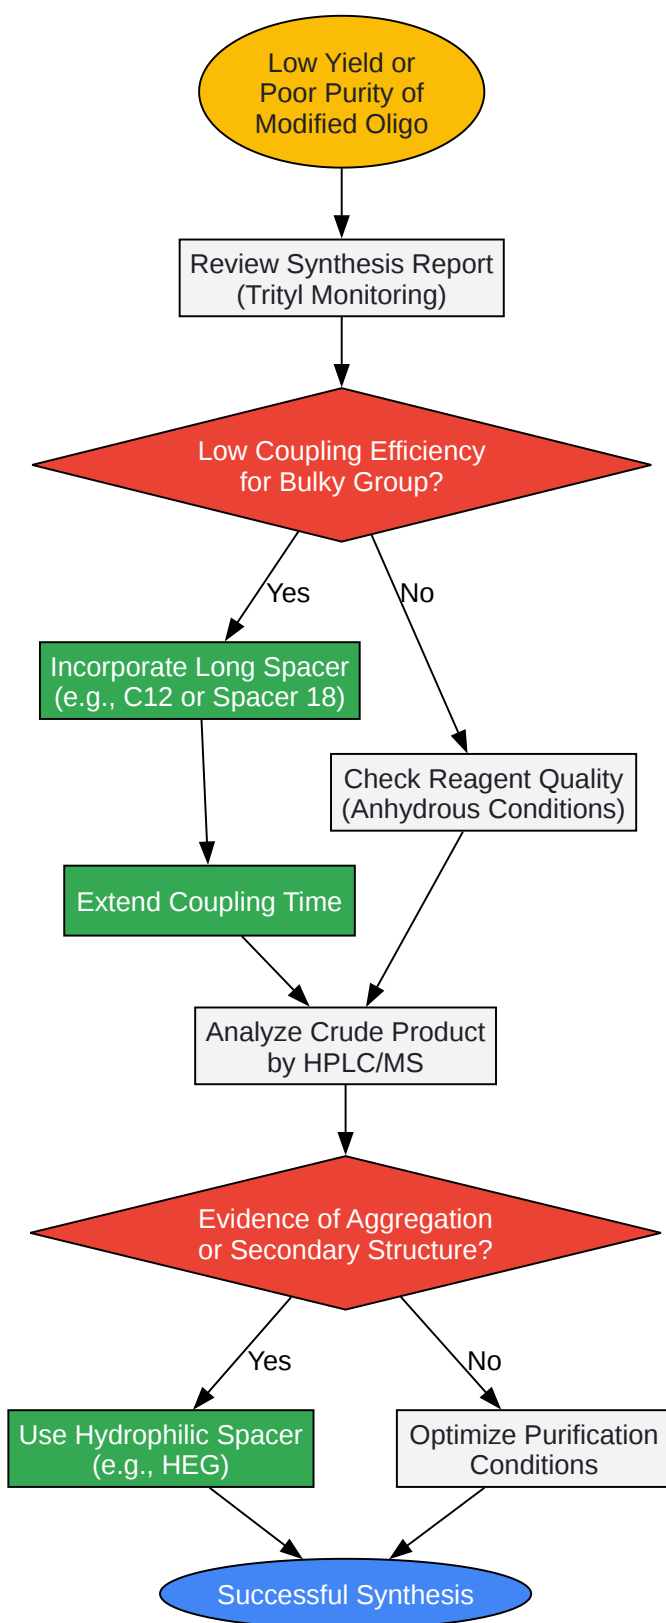 Low Yield or
Poor Purity of
Modified Oligo
Review Synthesis Report
(Trityl Monitoring)
Low Coupling Efficiency
for Bulky Group?
Yes
No
Incorporate Long Spacer
(e.g., C12 or Spacer 18)
Check Reagent Quality
(Anhydrous Conditions)
Extend Coupling Time
Analyze Crude Product
by HPLC/MS
Evidence of Aggregation
or Secondary Structure?
Yes
No
Use Hydrophilic Spacer
(e.g., HEG)
Optimize Purification
Conditions
Successful Synthesis